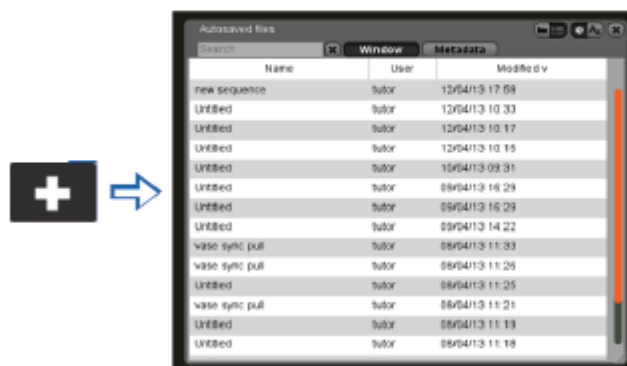 Autosaved files
Search Window Metadata
Name User Modified v
new sequence tutor 12/04/13 17:58
Untitled tutor 12/04/13 10:33
Untitled tutor 12/04/13 10:17
Untitled tutor 12/04/13 10:15
Untitled tutor 10/04/13 09:31
Untitled tutor 09/04/13 16:29
Untitled tutor 09/04/13 16:29
Untitled tutor 09/04/13 14:22
vase sync pull tutor 08/04/13 11:33
vase sync pull tutor 08/04/13 11:26
Untitled tutor 08/04/13 11:25
vase sync pull tutor 08/04/13 11:21
Untitled tutor 08/04/13 11:19
Untitled tutor 08/04/13 11:18